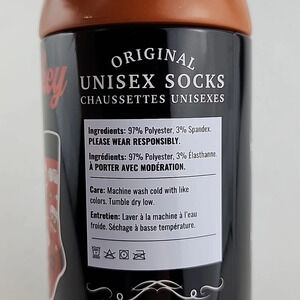 ORIGINAL
UNISEX SOCKS
CHAUSSETTES UNISEXES
Ingredients: 97% Polyester, 3% Spandex.
PLEASE WEAR RESPONSIBLY.
Ingrédients: 97% Polyester, 3% Élasthanne.
À PORTER AVEC MODÉRATION.
Care: Machine wash cold with like
colors. Tumble dry low.
Entretien: Laver à la machine à l'eau
froide. Séchage à basse température.